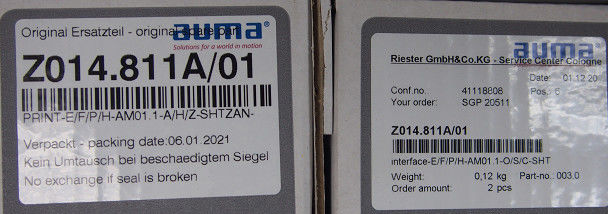 Original Ersatzteil - original spare part
auma
Solutions for a world in motion
Z014.811A/01
PRINT-E/F/P/H-AM01.1-A/H/Z-SHTZAN-
Verpackt - packing date:06.01.2021
Kein Umtausch bei beschaedigtem Siegel
No exchange if seal is broken
auma
Riester GmbH&Co.KG - Service Center Cologne
Date: 01.12.20
Conf.no. 41118808 Pos.: 6
Your order: SGP 20511
Z014.811A/01
interface-E/F/P/H-AM01.1-O/S/C-SHT
Weight: 0,12 kg Part-no.: 003.0
Order amount: 2 pcs